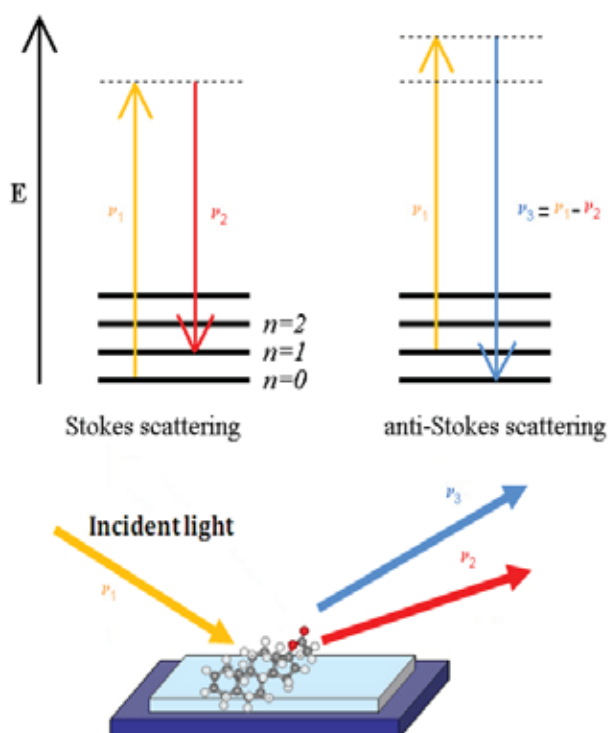 E
ν₁
ν₂
n=2
n=1
n=0
ν₁
ν₃ = ν₁- ν₂
Stokes scattering
anti-Stokes scattering
Incident light
ν₁
ν₃
ν₂